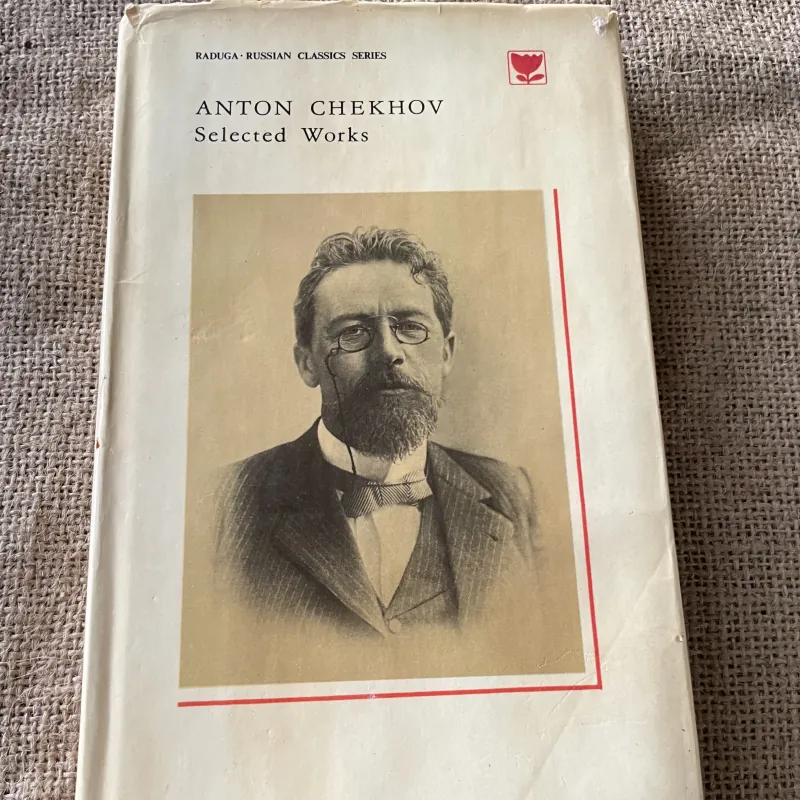 RADUGA · RUSSIAN CLASSICS SERIES
ANTON CHEKHOV
Selected Works